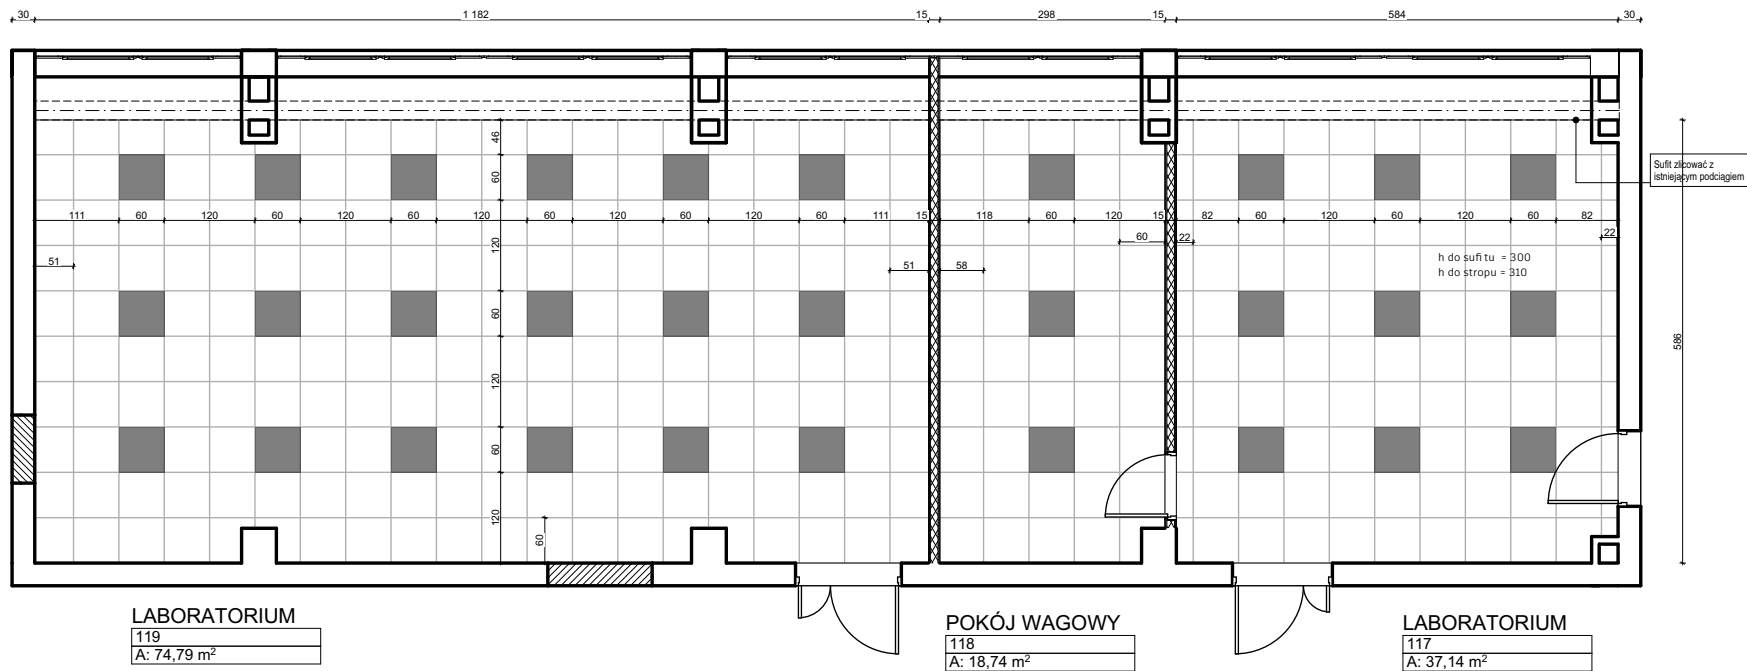 30 1 182 15 298 15 584 30
46
60
Sufit zlicować z
istniejącym podciągiem
111 60 120 60 120 60 120 60 120 60 120 60 111 15 118 60 120 15 82 60 120 60 120 60 82
120
60 22 22
51 51 58
h do sufitu = 300
h do stropu = 310
60
586
120
60
120
60
LABORATORIUM
119
A: 74,79 m²
POKÓJ WAGOWY
118
A: 18,74 m²
LABORATORIUM
117
A: 37,14 m²